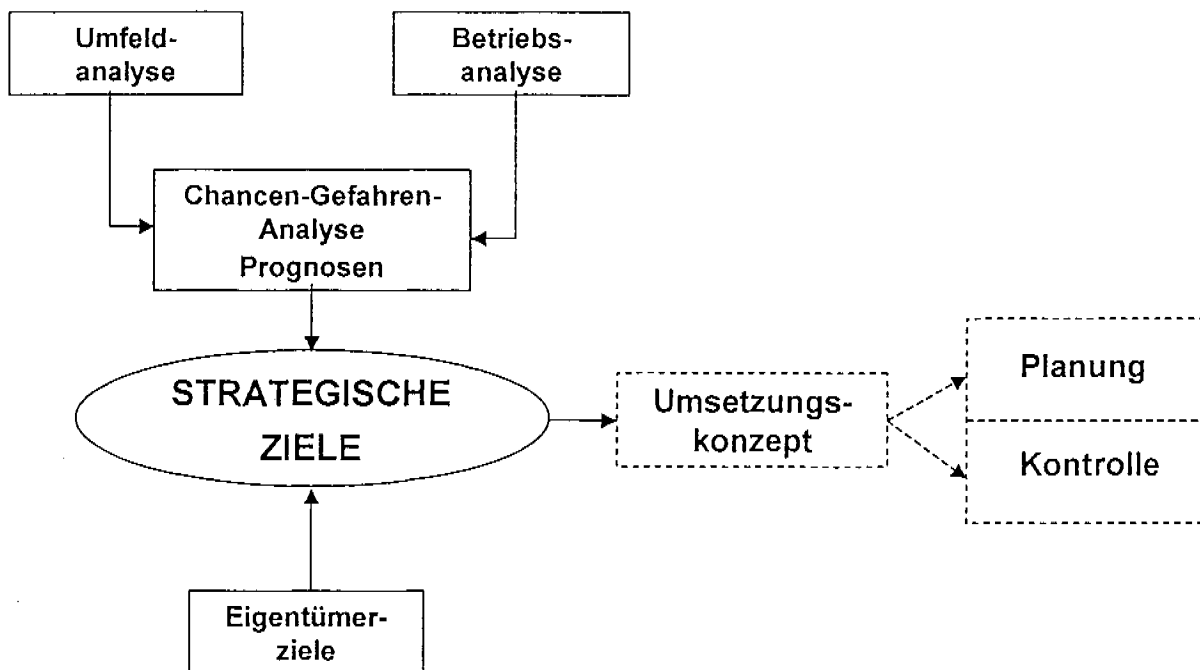 Umfeld-
analyse
Betriebs-
analyse
Chancen-Gefahren-
Analyse
Prognosen
STRATEGISCHE
ZIELE
Umsetzungs-
konzept
Planung
Kontrolle
Eigentümer-
ziele